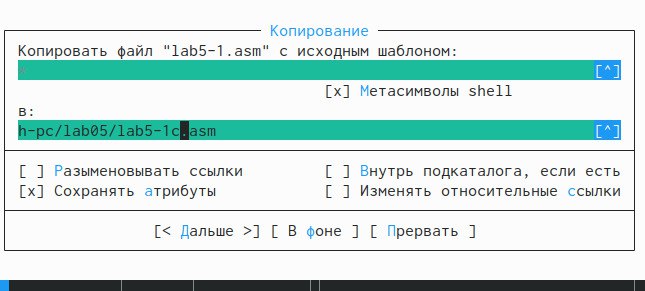 Копирование
Копировать файл "lab5-1.asm" с исходным шаблоном:
[^]
[x] Метасимволы shell
в:
h-pc/lab05/lab5-1c.asm [^]
[ ] Разыменовывать ссылки [ ] Внутрь подкаталога, если есть
[x] Сохранять атрибуты [ ] Изменять относительные ссылки
[< Дальше >] [ В фоне ] [ Прервать ]